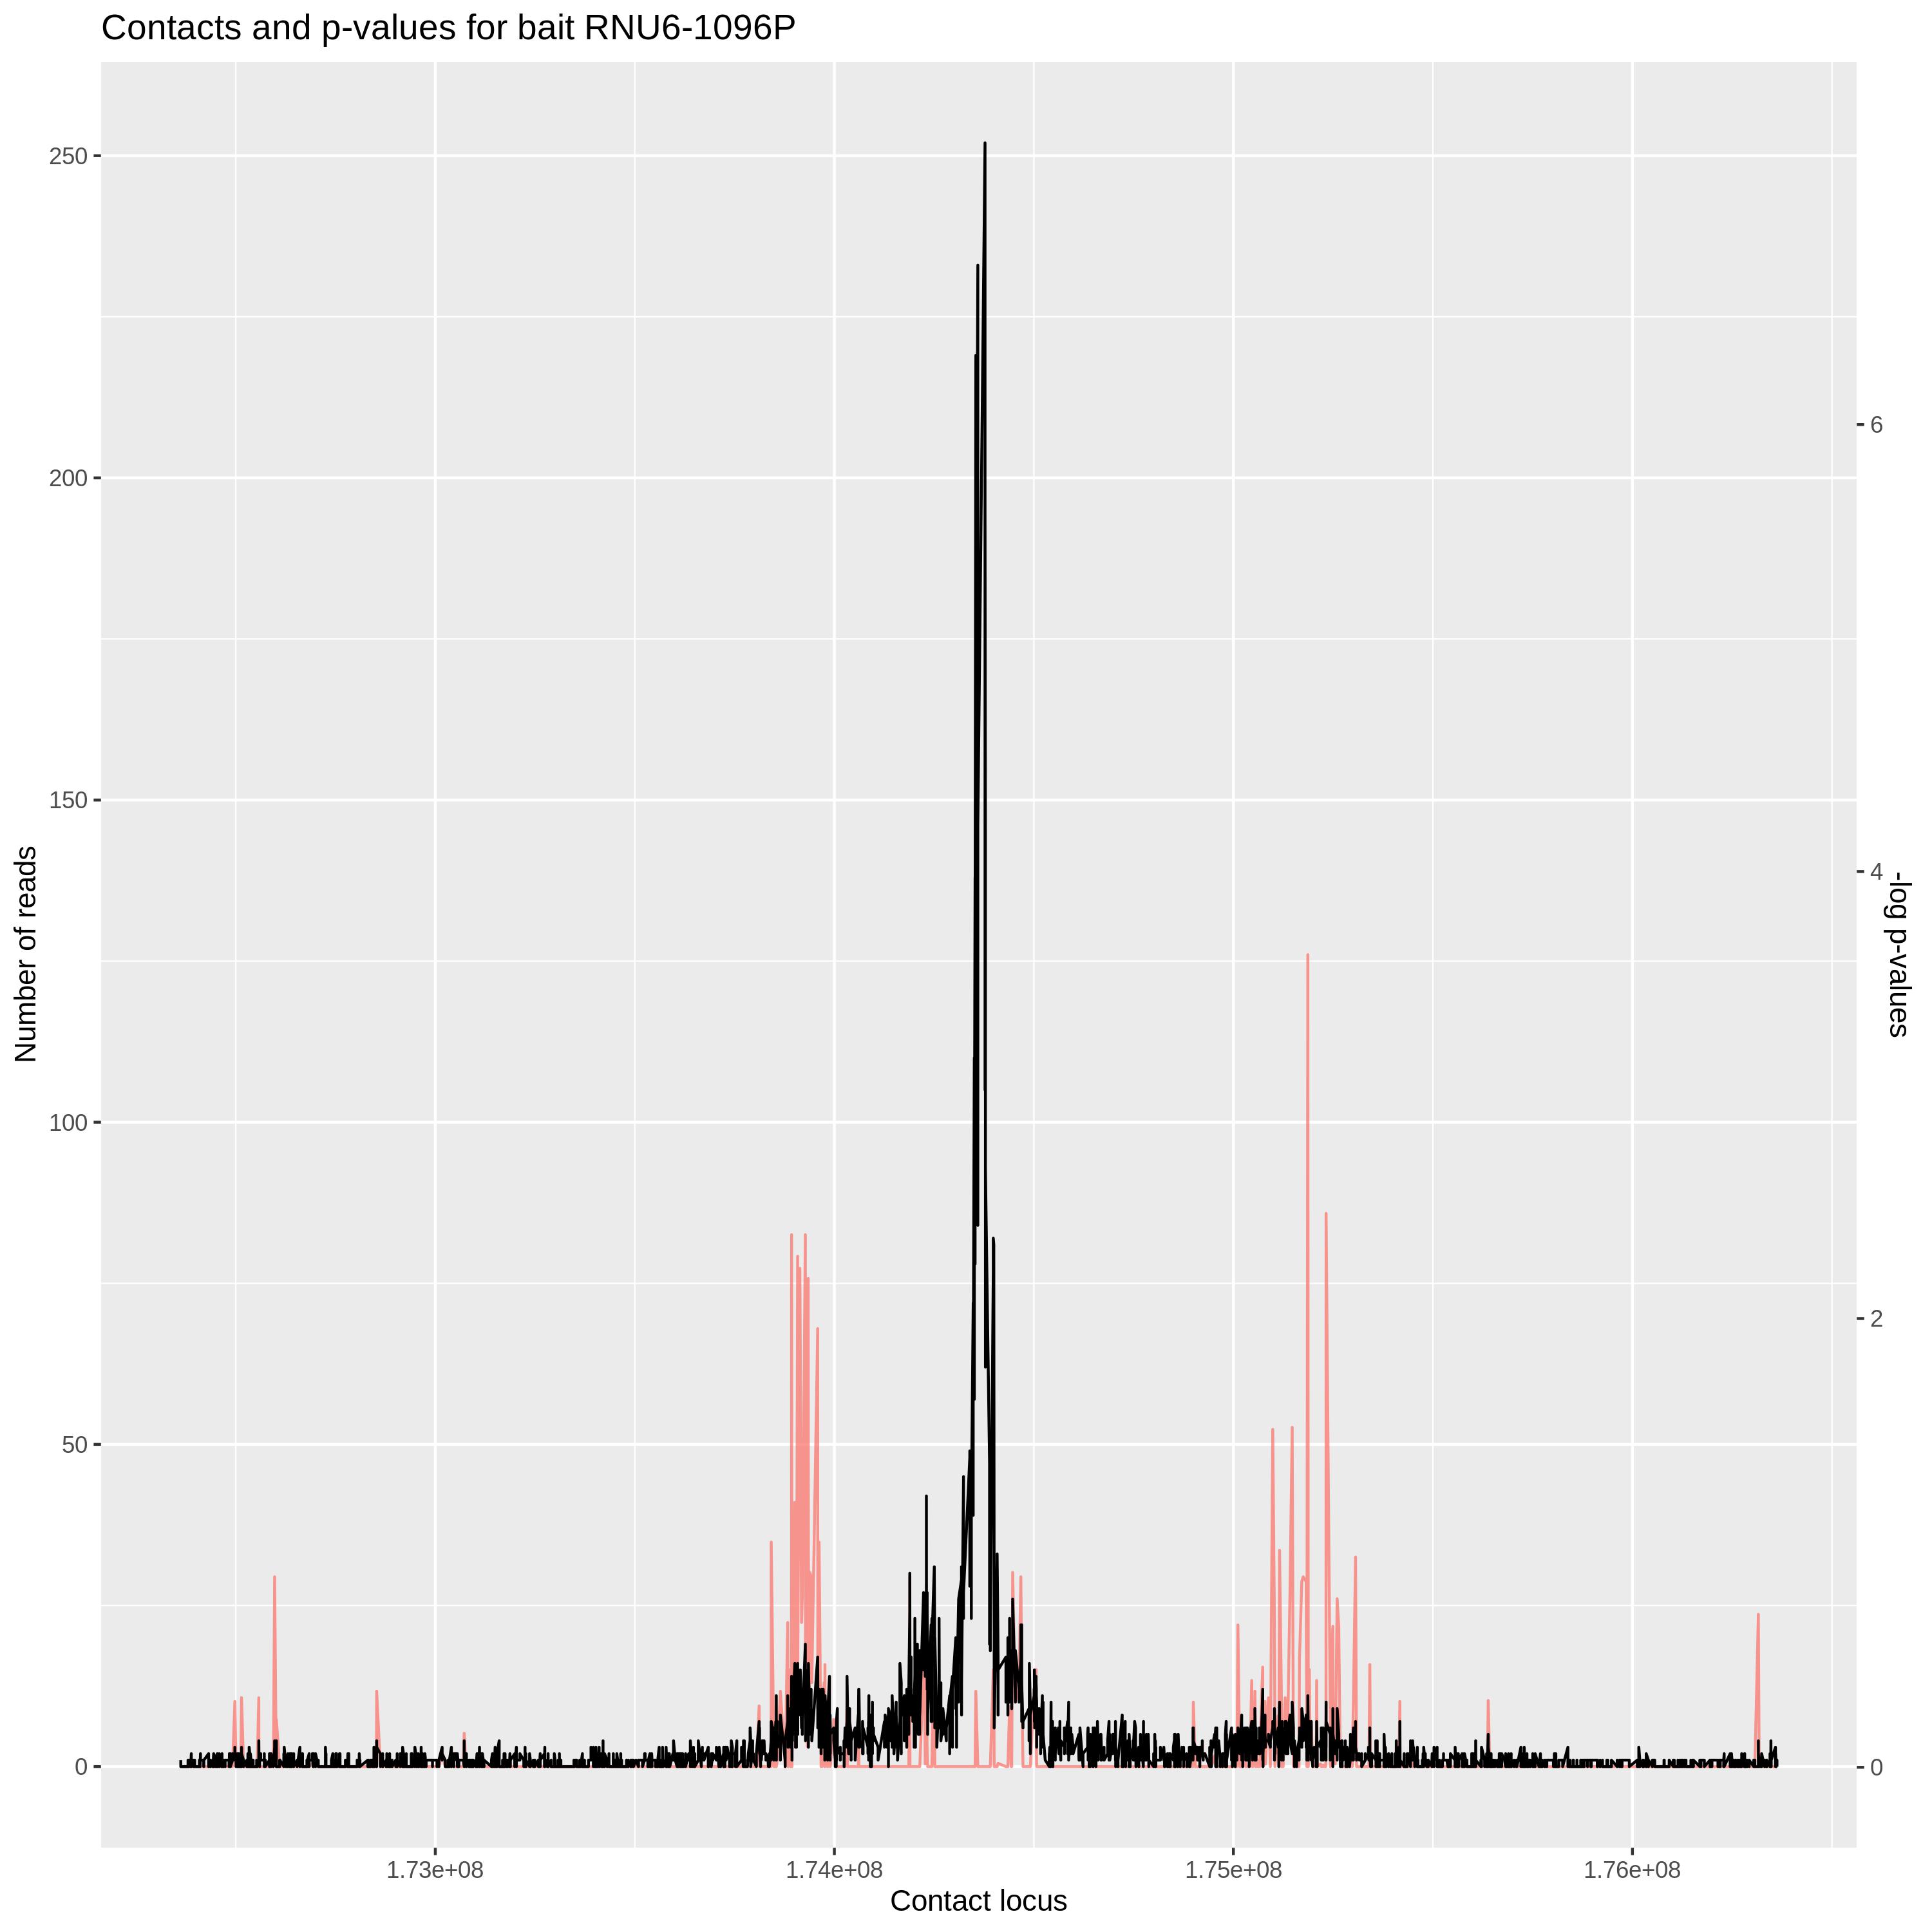 Contacts and p-values for bait RNU6-1096P
250
200
150
100
50
0
Number of reads
6
4
2
0
-log p-values
1.73e+08
1.74e+08
1.75e+08
1.76e+08
Contact locus